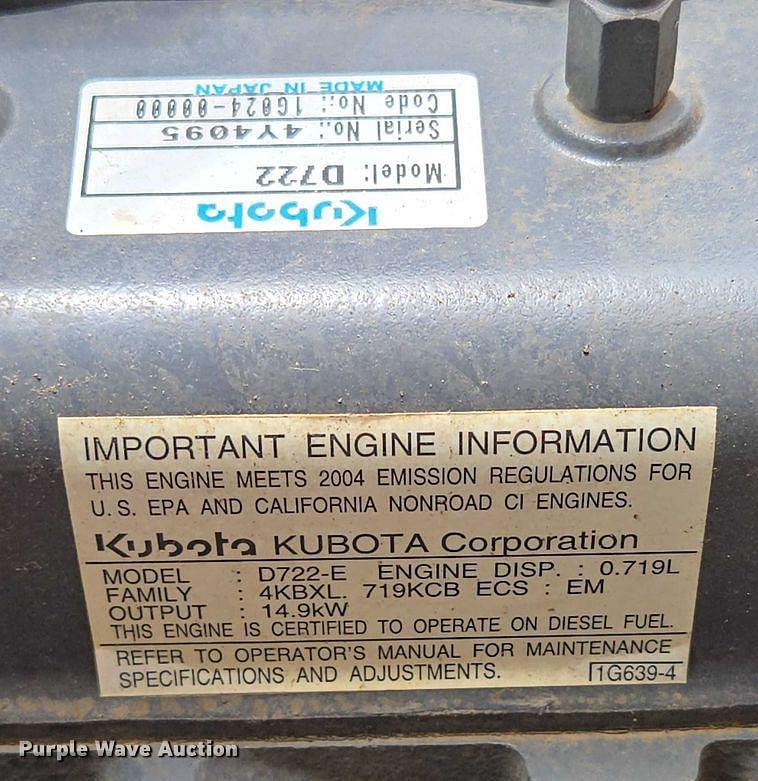 Kubota
Model: D722
Serial No.: 4Y4095
Code No.: 1G024-00000
MADE IN JAPAN
IMPORTANT ENGINE INFORMATION
THIS ENGINE MEETS 2004 EMISSION REGULATIONS FOR
U.S. EPA AND CALIFORNIA NONROAD CI ENGINES.
Kubota KUBOTA Corporation
MODEL : D722-E ENGINE DISP. : 0.719L
FAMILY : 4KBXL. 719KCB ECS : EM
OUTPUT : 14.9kW
THIS ENGINE IS CERTIFIED TO OPERATE ON DIESEL FUEL.
REFER TO OPERATOR'S MANUAL FOR MAINTENANCE
SPECIFICATIONS AND ADJUSTMENTS. 1G639-4
Purple Wave Auction